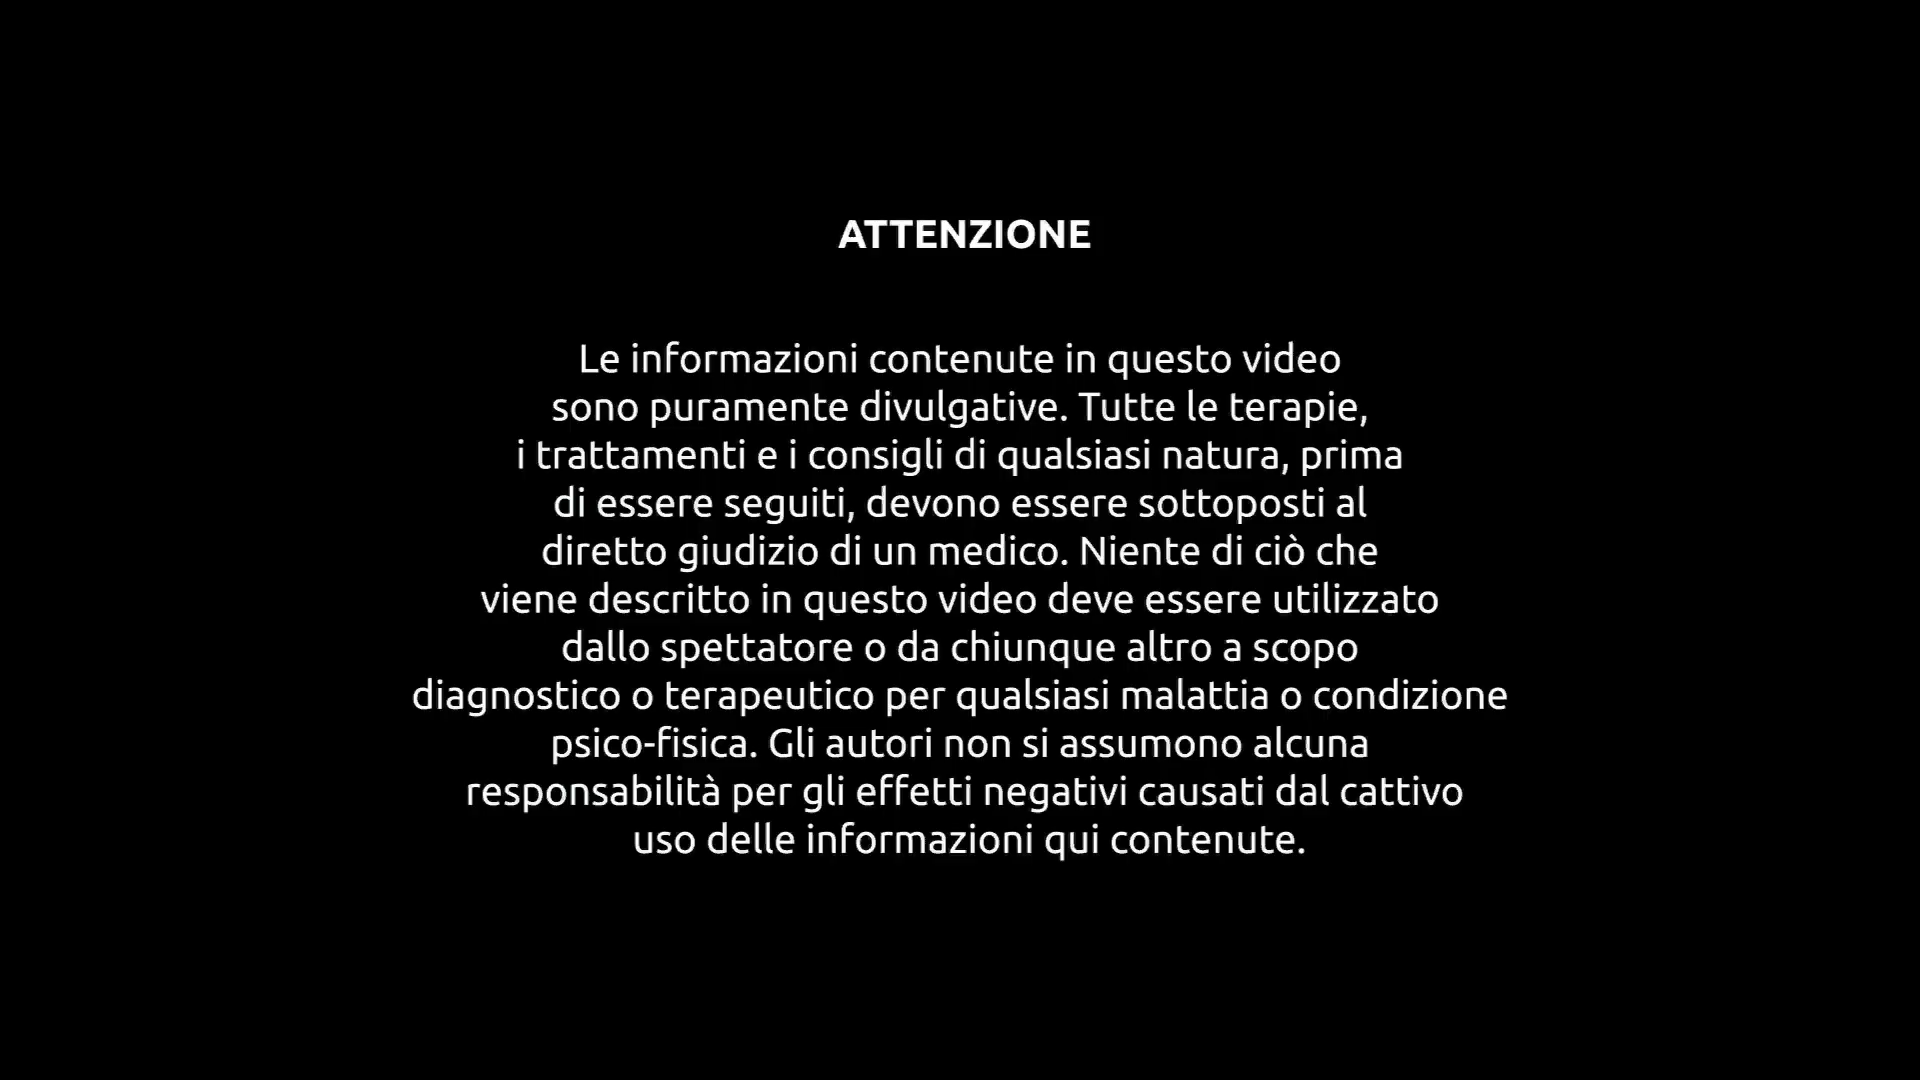 ATTENZIONE
Le informazioni contenute in questo video
sono puramente divulgative. Tutte le terapie,
i trattamenti e i consigli di qualsiasi natura, prima
di essere seguiti, devono essere sottoposti al
diretto giudizio di un medico. Niente di ciò che
viene descritto in questo video deve essere utilizzato
dallo spettatore o da chiunque altro a scopo
diagnostico o terapeutico per qualsiasi malattia o condizione
psico-fisica. Gli autori non si assumono alcuna
responsabilità per gli effetti negativi causati dal cattivo
uso delle informazioni qui contenute.